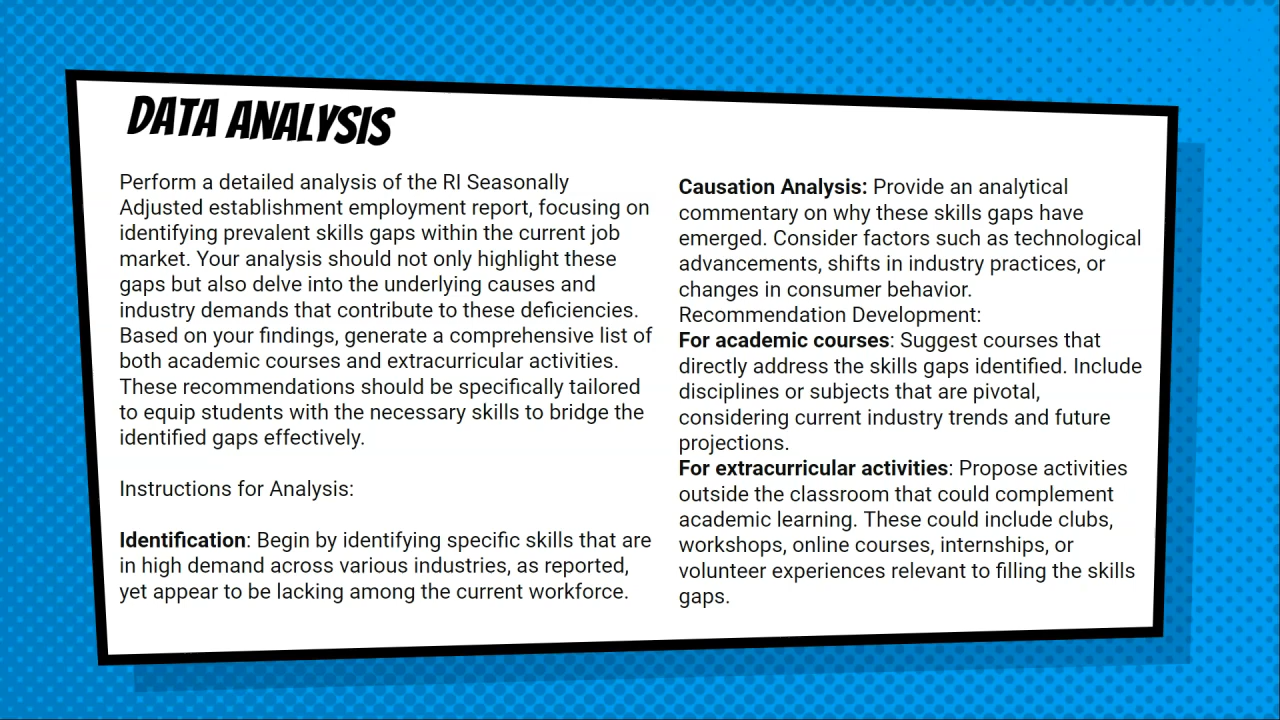 DATA ANALYSIS
Perform a detailed analysis of the RI Seasonally
Adjusted establishment employment report, focusing on
identifying prevalent skills gaps within the current job
market. Your analysis should not only highlight these
gaps but also delve into the underlying causes and
industry demands that contribute to these deficiencies.
Based on your findings, generate a comprehensive list of
both academic courses and extracurricular activities.
These recommendations should be specifically tailored
to equip students with the necessary skills to bridge the
identified gaps effectively.
Instructions for Analysis:
Identification: Begin by identifying specific skills that are
in high demand across various industries, as reported,
yet appear to be lacking among the current workforce.
Causation Analysis: Provide an analytical
commentary on why these skills gaps have
emerged. Consider factors such as technological
advancements, shifts in industry practices, or
changes in consumer behavior.
Recommendation Development:
For academic courses: Suggest courses that
directly address the skills gaps identified. Include
disciplines or subjects that are pivotal,
considering current industry trends and future
projections.
For extracurricular activities: Propose activities
outside the classroom that could complement
academic learning. These could include clubs,
workshops, online courses, internships, or
volunteer experiences relevant to filling the skills
gaps.